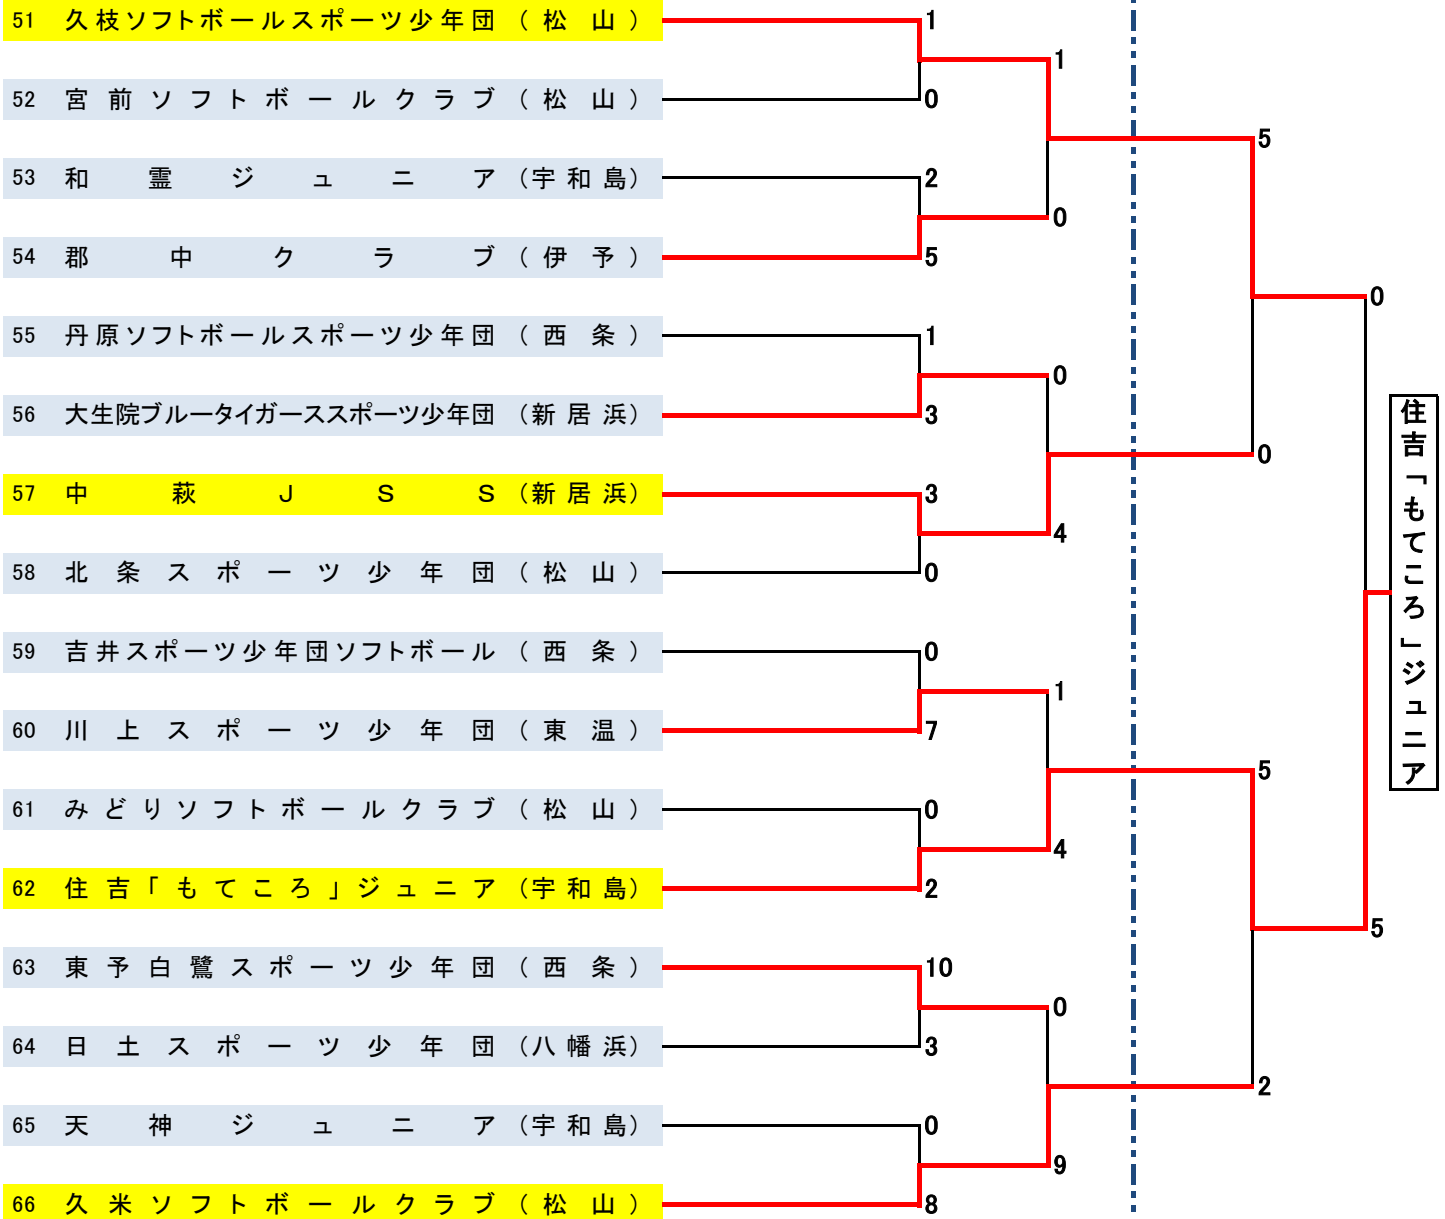 51 久枝ソフトボールスポーツ少年団 (松山) 1
1
52 宮前ソフトボールクラブ (松山) 0
5
53 和霊ジュニア (宇和島) 2
0
54 郡中クラブ (伊予) 5
0
55 丹原ソフトボールスポーツ少年団 (西条) 1
0
56 大生院ブルータイガーススポーツ少年団 (新居浜) 3
0
57 中萩JSS (新居浜) 3
4
58 北条スポーツ少年団 (松山) 0
住吉「もてころ」ジュニア
59 吉井スポーツ少年団ソフトボール (西条) 0
1
60 川上スポーツ少年団 (東温) 7
5
61 みどりソフトボールクラブ (松山) 0
4
62 住吉「もてころ」ジュニア (宇和島) 2
5
63 東予白鷺スポーツ少年団 (西条) 10
0
64 日土スポーツ少年団 (八幡浜) 3
2
65 天神ジュニア (宇和島) 0
9
66 久米ソフトボールクラブ (松山) 8